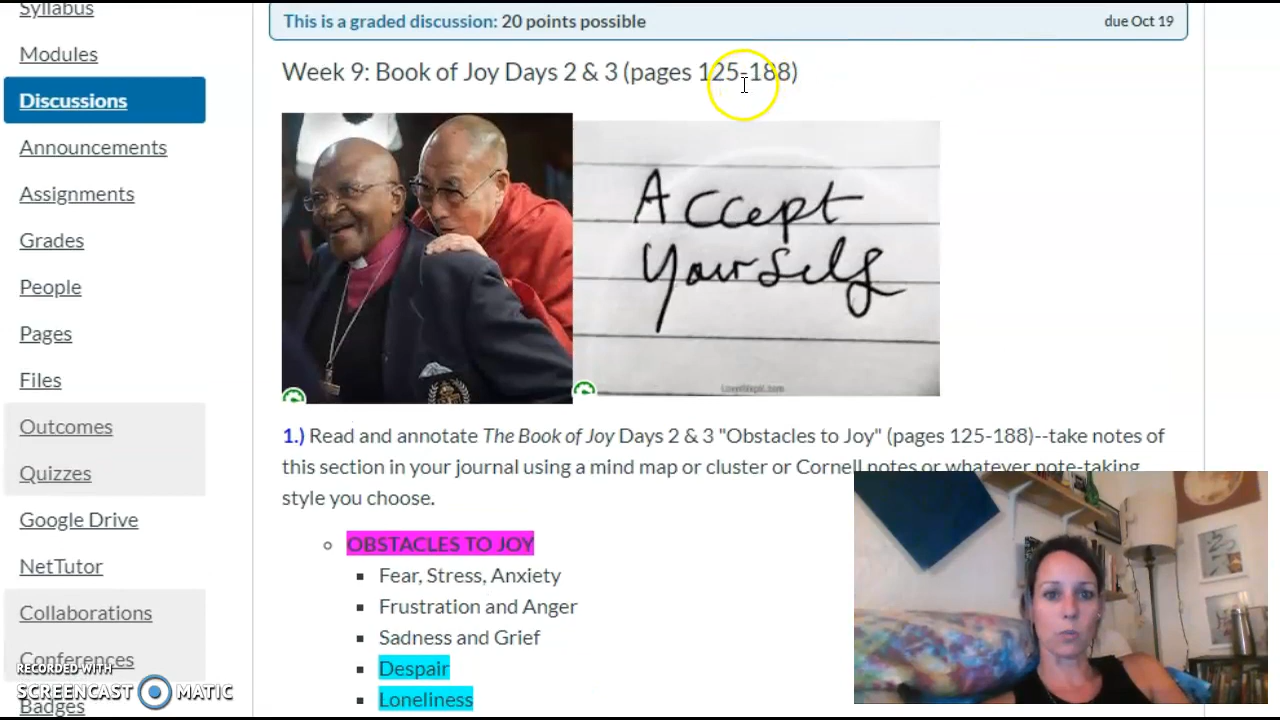 Syllabus
Modules
Discussions
Announcements
Assignments
Grades
People
Pages
Files
Outcomes
Quizzes
Google Drive
NetTutor
Collaborations
Conferences
Badges
RECORDED WITH
SCREENCAST MATIC
This is a graded discussion: 20 points possible
due Oct 19
Week 9: Book of Joy Days 2 & 3 (pages 125-188)
Accept
Yourself
1.) Read and annotate The Book of Joy Days 2 & 3 "Obstacles to Joy" (pages 125-188)--take notes of
this section in your journal using a mind map or cluster or Cornell notes or whatever note-taking
style you choose.
OBSTACLES TO JOY
Fear, Stress, Anxiety
Frustration and Anger
Sadness and Grief
Despair
Loneliness